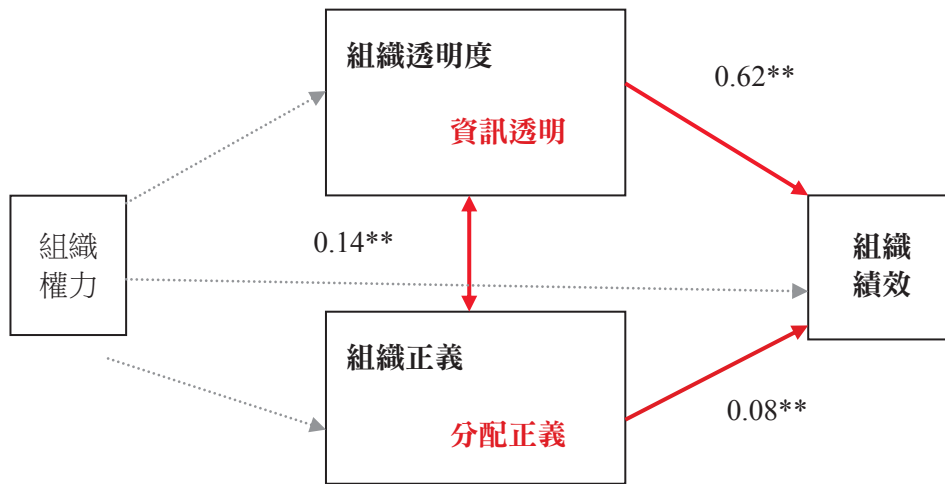 組織透明度
資訊透明
0.62**
組織
權力
0.14**
組織
績效
組織正義
分配正義
0.08**